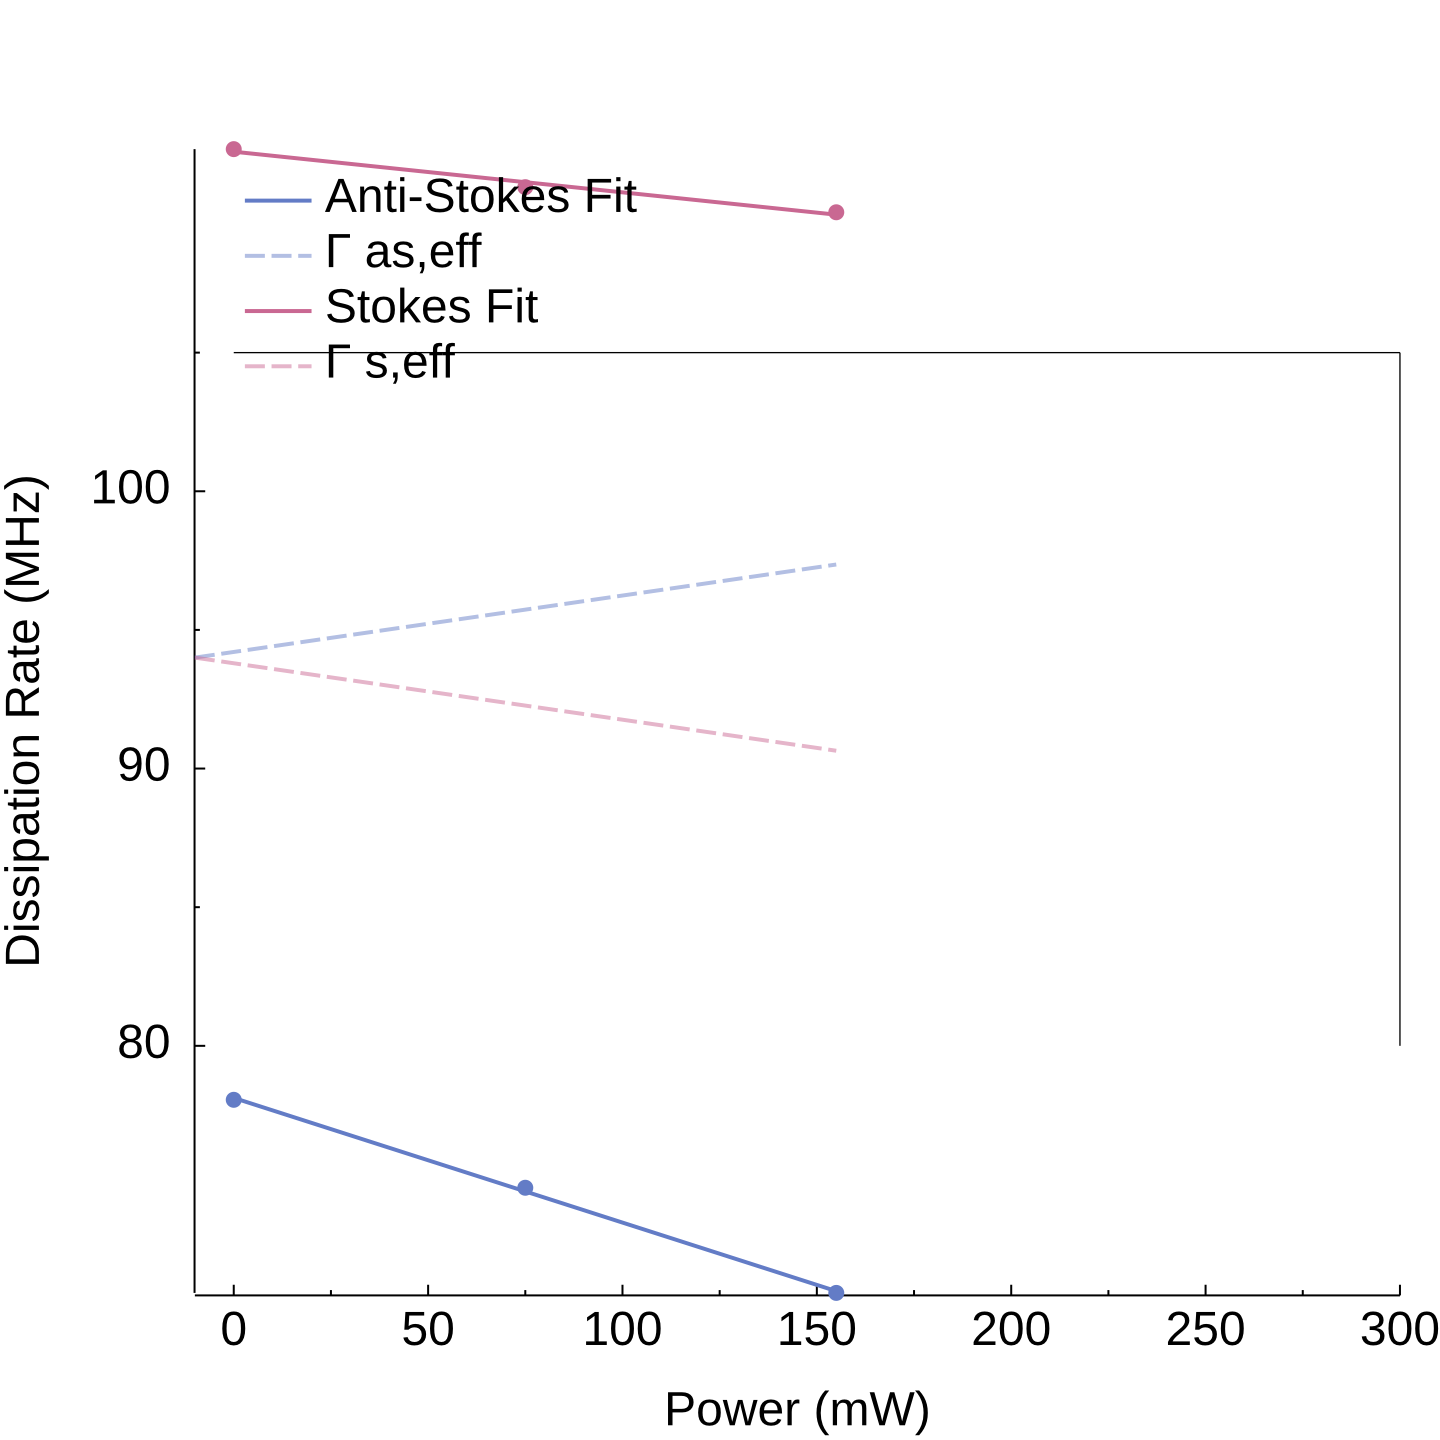 Anti-Stokes Fit
Γ as,eff
Stokes Fit
Γ s,eff
Dissipation Rate (MHz)
100
90
80
0 50 100 150 200 250 300
Power (mW)